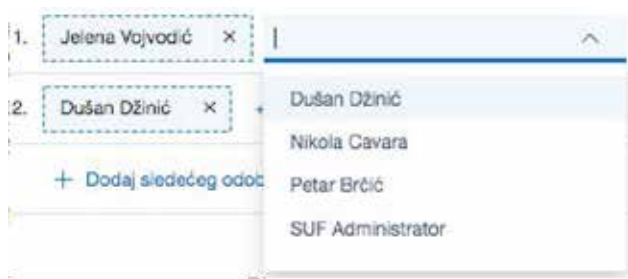 1. Jelena Vojvodić ×
2. Dušan Džinić ×
+ Dodaj sledećeg odob
Dušan Džinić
Nikola Cavara
Petar Brčić
SUF Administrator